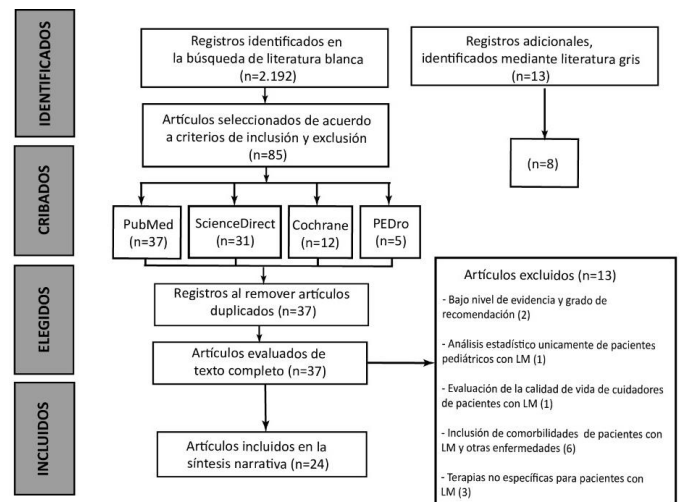 IDENTIFICADOS
Registros identificados en
la búsqueda de literatura blanca
(n=2.192)
Registros adicionales,
identificados mediante literatura gris
(n=13)
Artículos seleccionados de acuerdo
a criterios de inclusión y exclusión
(n=85)
(n=8)
CRIBADOS
PubMed
(n=37)
ScienceDirect
(n=31)
Cochrane
(n=12)
PEDro
(n=5)
ELEGIDOS
Registros al remover artículos
duplicados (n=37)
Artículos evaluados de
texto completo (n=37)
Artículos excluidos (n=13)
- Bajo nivel de evidencia y grado de
recomendación (2)
- Análisis estadístico unicamente de pacientes
pediátricos con LM (1)
- Evaluación de la calidad de vida de cuidadores
de pacientes con LM (1)
- Inclusión de comorbilidades de pacientes con
LM y otras enfermedades (6)
- Terapias no específicas para pacientes con
LM (3)
INCLUIDOS
Artículos incluidos en la
síntesis narrativa (n=24)